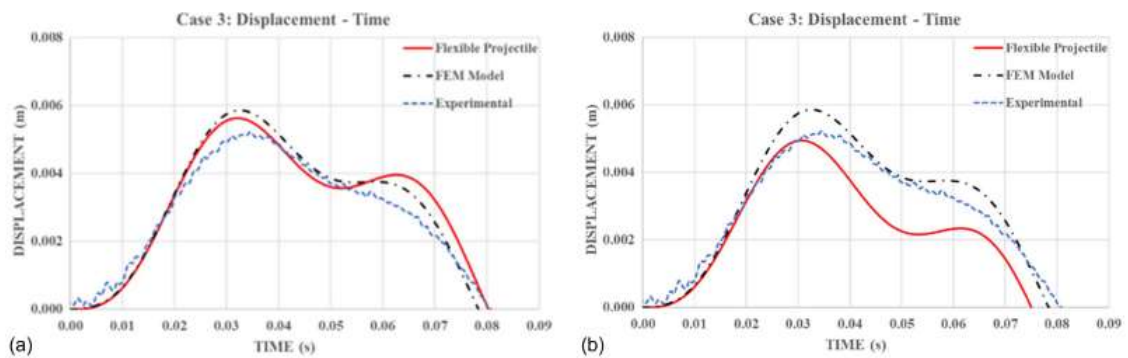 Case 3: Displacement - Time
0.008
0.006
0.004
0.002
0.000
DISPLACEMENT (m)
Flexible Projectile
FEM Model
Experimental
0.00 0.01 0.02 0.03 0.04 0.05 0.06 0.07 0.08 0.09
TIME (s)
(a)
Case 3: Displacement - Time
0.008
0.006
0.004
0.002
0.000
DISPLACEMENT (m)
Flexible Projectile
FEM Model
Experimental
0.00 0.01 0.02 0.03 0.04 0.05 0.06 0.07 0.08 0.09
TIME (s)
(b)